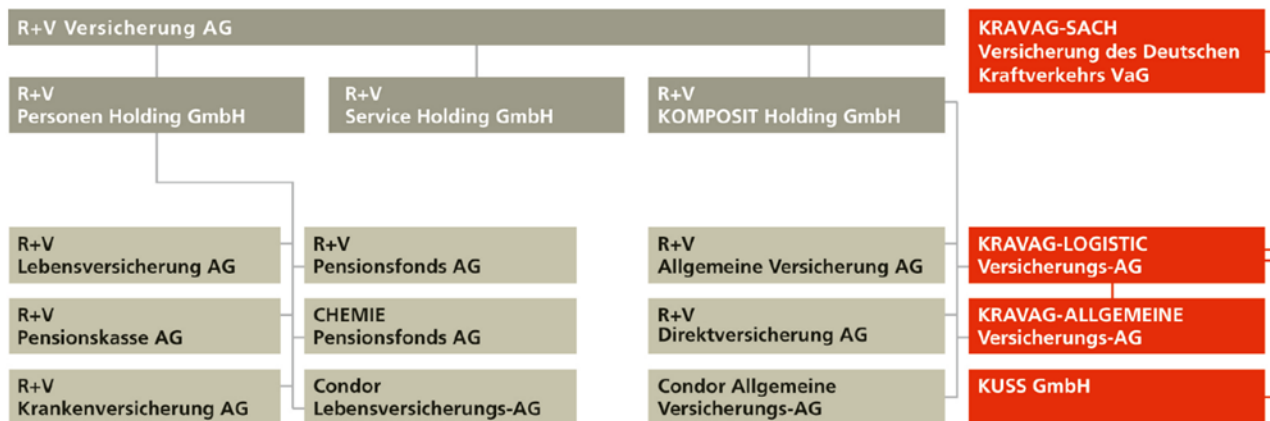 R+V Versicherung AG
KRAVAG-SACH
Versicherung des Deutschen
Kraftverkehrs VaG
R+V
Personen Holding GmbH
R+V
Service Holding GmbH
R+V
KOMPOSIT Holding GmbH
R+V
Lebensversicherung AG
R+V
Pensionsfonds AG
R+V
Allgemeine Versicherung AG
KRAVAG-LOGISTIC
Versicherungs-AG
R+V
Pensionskasse AG
CHEMIE
Pensionsfonds AG
R+V
Direktversicherung AG
KRAVAG-ALLGEMEINE
Versicherungs-AG
R+V
Krankenversicherung AG
Condor
Lebensversicherungs-AG
Condor Allgemeine
Versicherungs-AG
KUSS GmbH